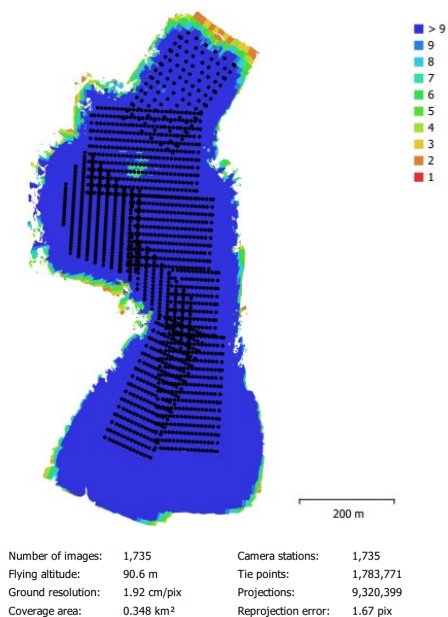 > 9
9
8
7
6
5
4
3
2
1
200 m
Number of images: 1,735 Camera stations: 1,735
Flying altitude: 90.6 m Tie points: 1,783,771
Ground resolution: 1.92 cm/pix Projections: 9,320,399
Coverage area: 0.348 km² Reprojection error: 1.67 pix